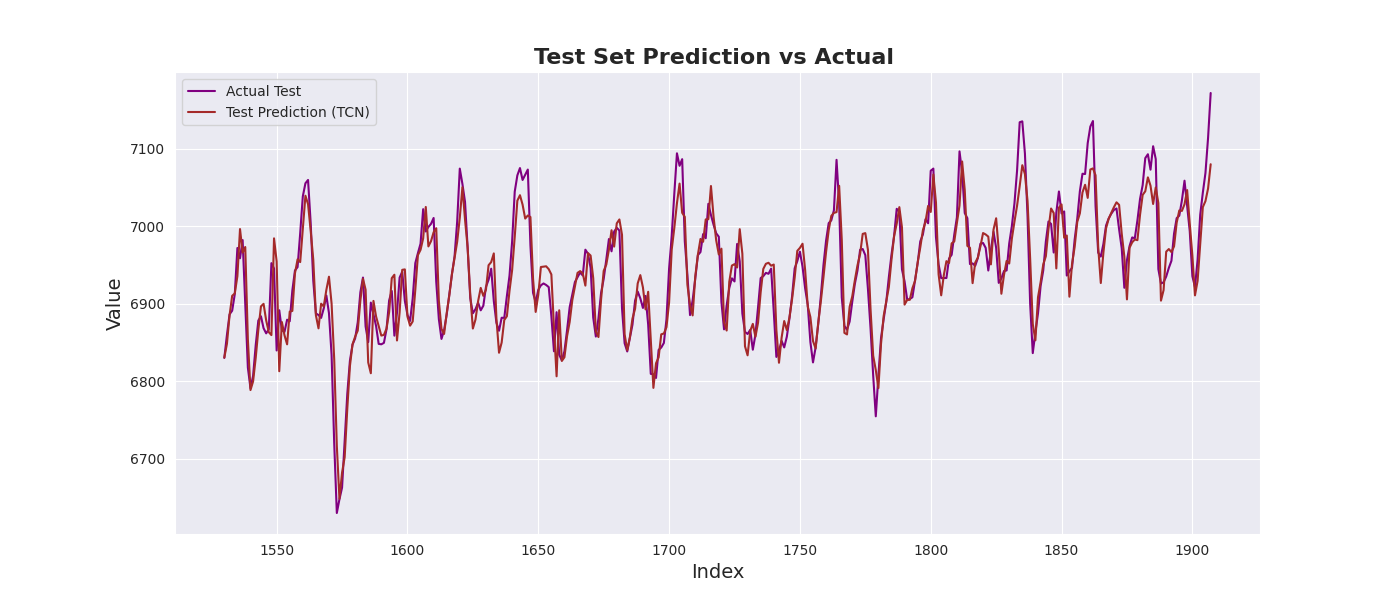 Test Set Prediction vs Actual
Actual Test
Test Prediction (TCN)
Value
7100
7000
6900
6800
6700
1550
1600
1650
1700
1750
1800
1850
1900
Index